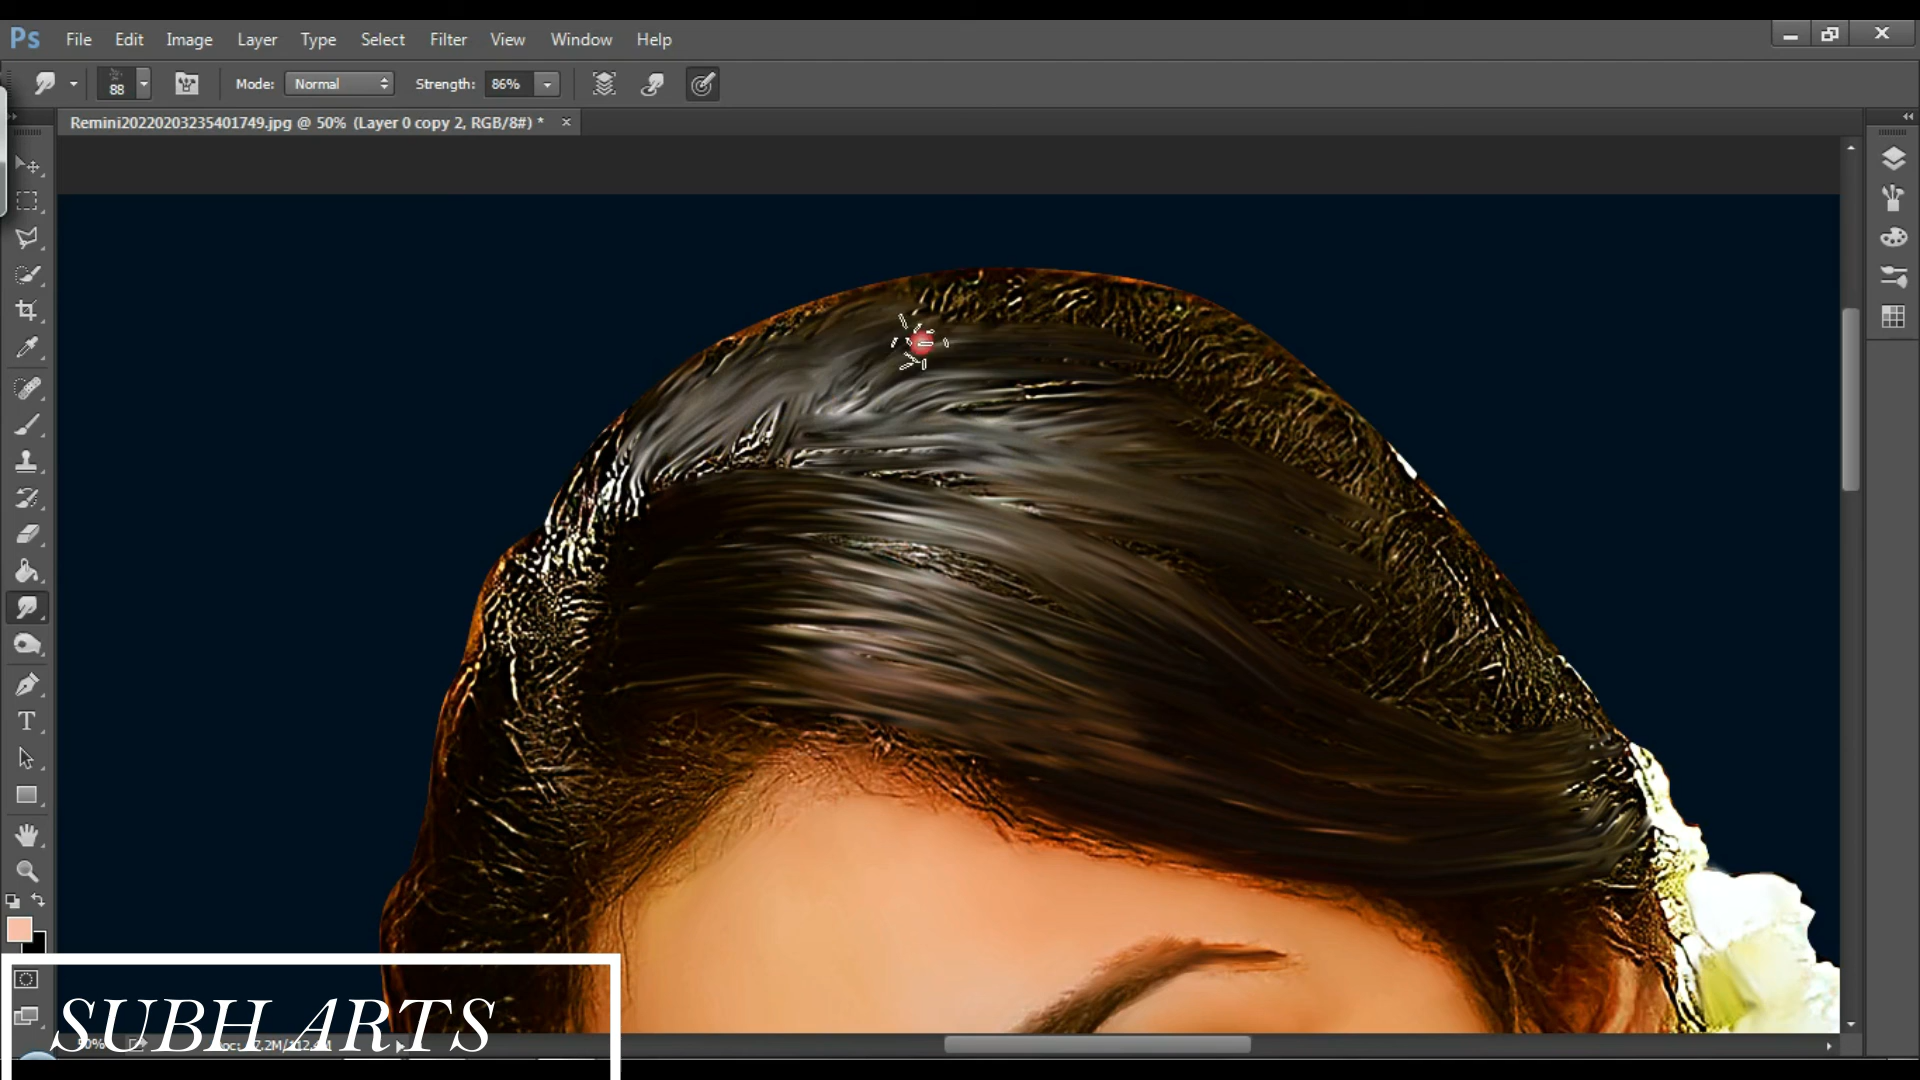 Ps File Edit Image Layer Type Select Filter View Window Help
88 Mode: Normal Strength: 86%
Remini20220203235401749.jpg @ 50% (Layer 0 copy 2, RGB/8#) *
T
SUBH ARTS